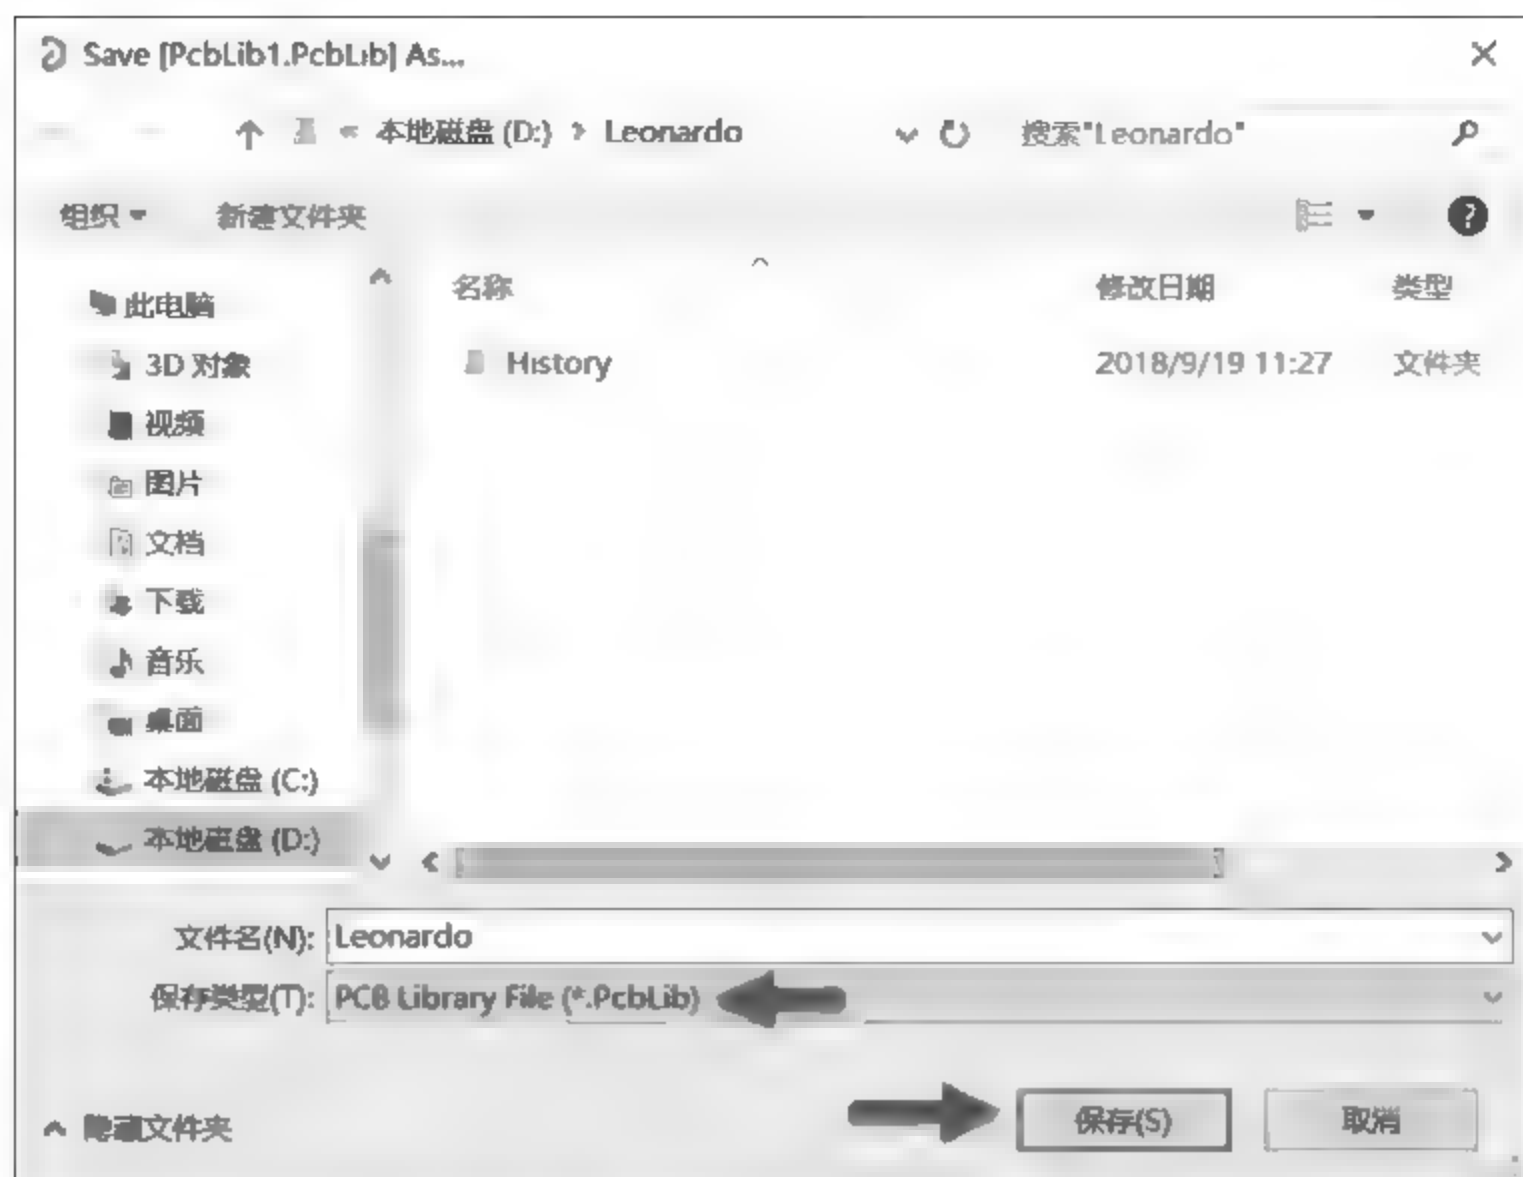 Save [PcbLib1.PcbLib] As...
« 本地磁盘 (D:) > Leonardo 搜索"Leonardo"
组织 新建文件夹
名称 修改日期 类型
此电脑
3D 对象
History 2018/9/19 11:27 文件夹
视频
图片
文档
下载
音乐
桌面
本地磁盘 (C:)
本地磁盘 (D:)
文件名(N): Leonardo
保存类型(T): PCB Library File (*.PcbLib)
隐藏文件夹 保存(S) 取消